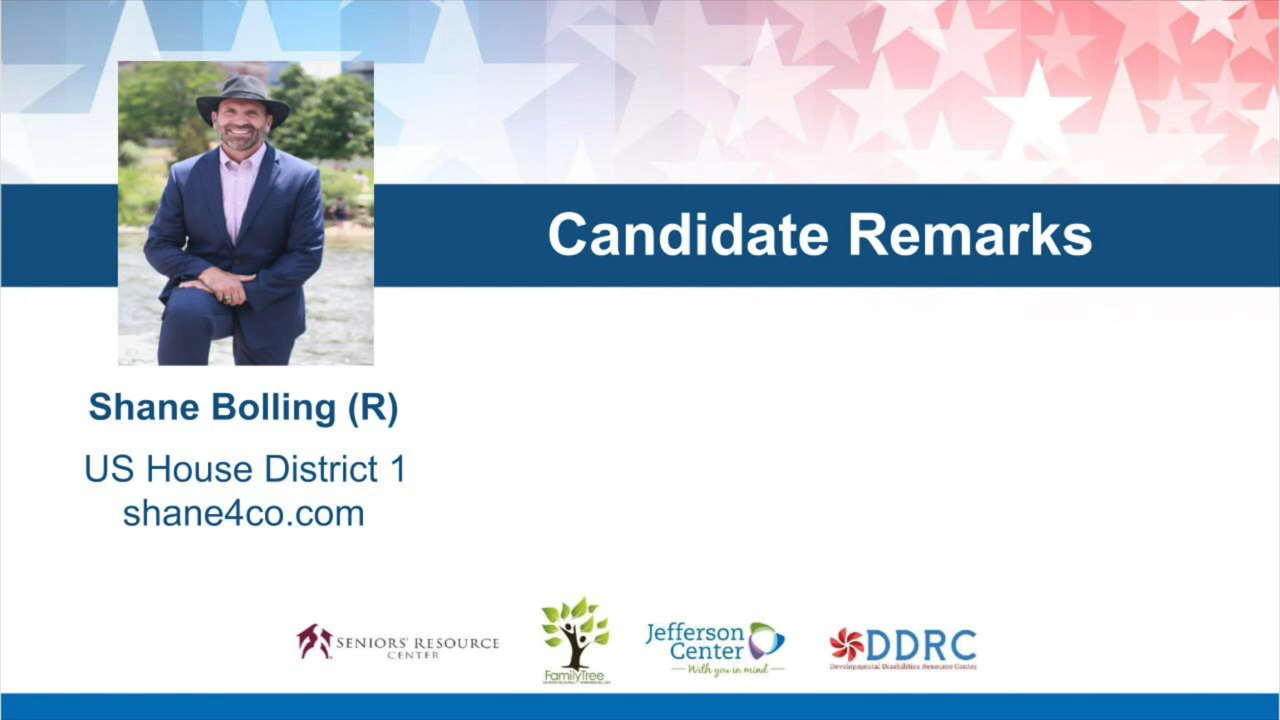 Candidate Remarks
Shane Bolling (R)
US House District 1
shane4co.com
SENIORS' RESOURCE
CENTER
FamilyTree
Jefferson
Center
With you in mind
DDRC
Developmental Disabilities Resource Center